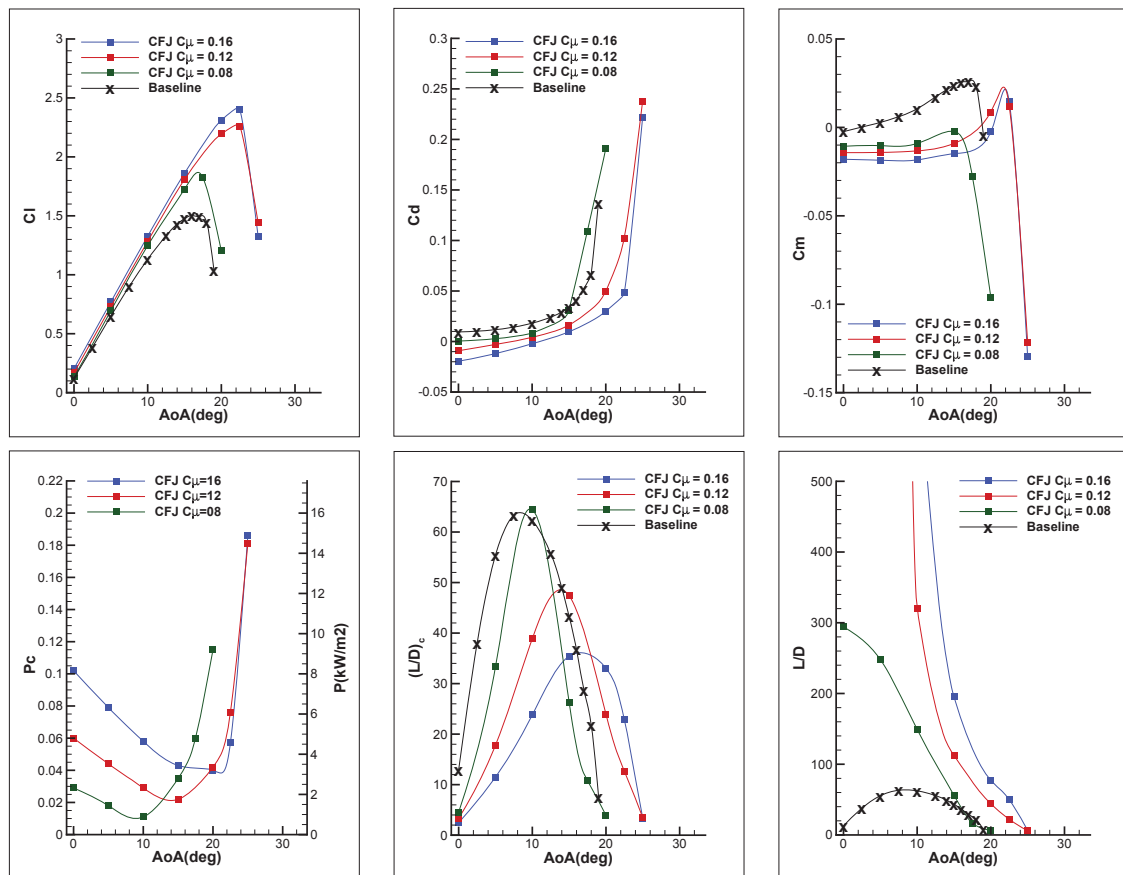 CFJ Cμ = 0.16
CFJ Cμ = 0.12
CFJ Cμ = 0.08
Baseline
3
2.5
2
1.5
1
0.5
0
Cl
0 10 20 30
AoA(deg)
CFJ Cμ = 0.16
CFJ Cμ = 0.12
CFJ Cμ = 0.08
Baseline
0.3
0.25
0.2
0.15
0.1
0.05
0
-0.05
Cd
0 10 20 30
AoA(deg)
0.05
0
-0.05
-0.1
-0.15
Cm
CFJ Cμ = 0.16
CFJ Cμ = 0.12
CFJ Cμ = 0.08
Baseline
0 10 20 30
AoA(deg)
CFJ Cμ=16
CFJ Cμ=12
CFJ Cμ=08
0.22
0.2
0.18
0.16
0.14
0.12
0.1
0.08
0.06
0.04
0.02
0
Pc
16
14
12
10
8
6
4
2
0
P(kW/m2)
0 10 20 30
AoA(deg)
CFJ Cμ = 0.16
CFJ Cμ = 0.12
CFJ Cμ = 0.08
Baseline
70
60
50
40
30
20
10
0
(L/D)c
0 10 20 30
AoA(deg)
CFJ Cμ = 0.16
CFJ Cμ = 0.12
CFJ Cμ = 0.08
Baseline
500
400
300
200
100
0
L/D
0 10 20 30
AoA(deg)